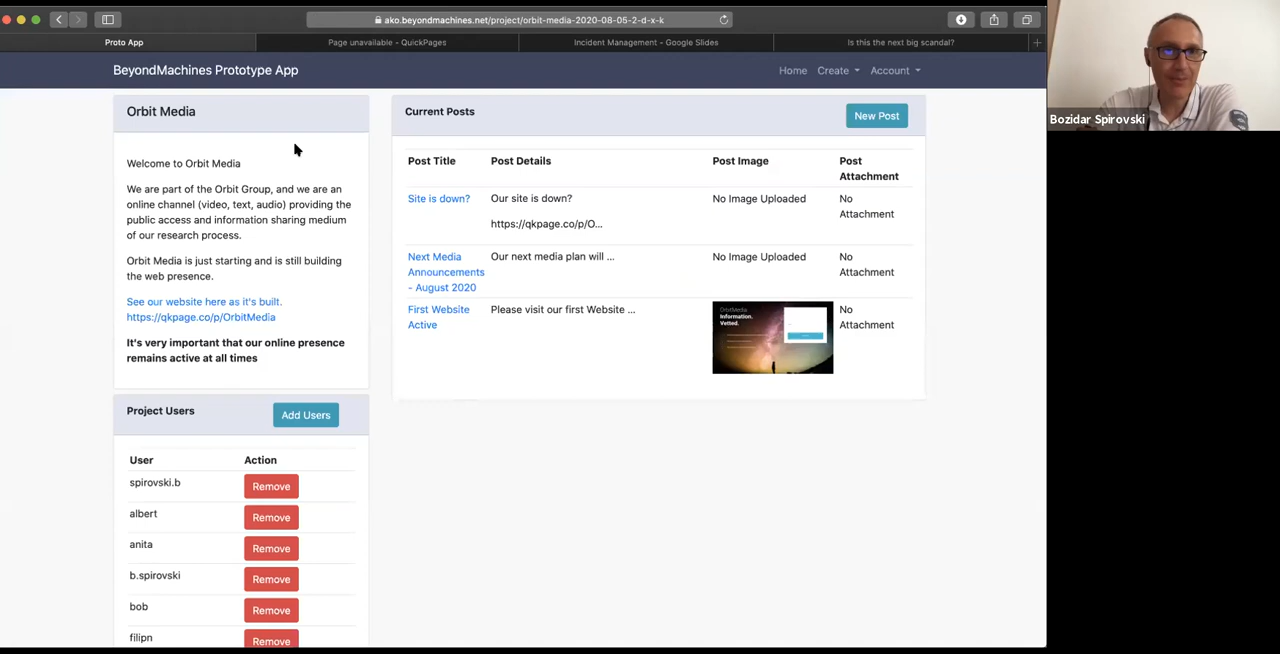 ako.beyondmachines.net/project/orbit-media-2020-08-05-2-d-x-k
Proto App
Page unavailable - QuickPages
Incident Management - Google Slides
Is this the next big scandal?
BeyondMachines Prototype App
Home
Create
Account
Orbit Media
Welcome to Orbit Media
We are part of the Orbit Group, and we are an
online channel (video, text, audio) providing the
public access and information sharing medium
of our research process.
Orbit Media is just starting and is still building
the web presence.
See our website here as it's built.
https://qkpage.co/p/OrbitMedia
It's very important that our online presence
remains active at all times
Project Users
Add Users
User Action
spirovski.b Remove
albert Remove
anita Remove
b.spirovski Remove
bob Remove
filipn Remove
Current Posts
New Post
Post Title Post Details Post Image Post
Attachment
Site is down? Our site is down? No Image Uploaded No
Attachment
https://qkpage.co/p/O...
Next Media Our next media plan will ... No Image Uploaded No
Announcements Attachment
- August 2020
First Website Please visit our first Website ... No
Active Attachment
OrbitMedia
Information.
Vetted.
Bozidar Spirovski